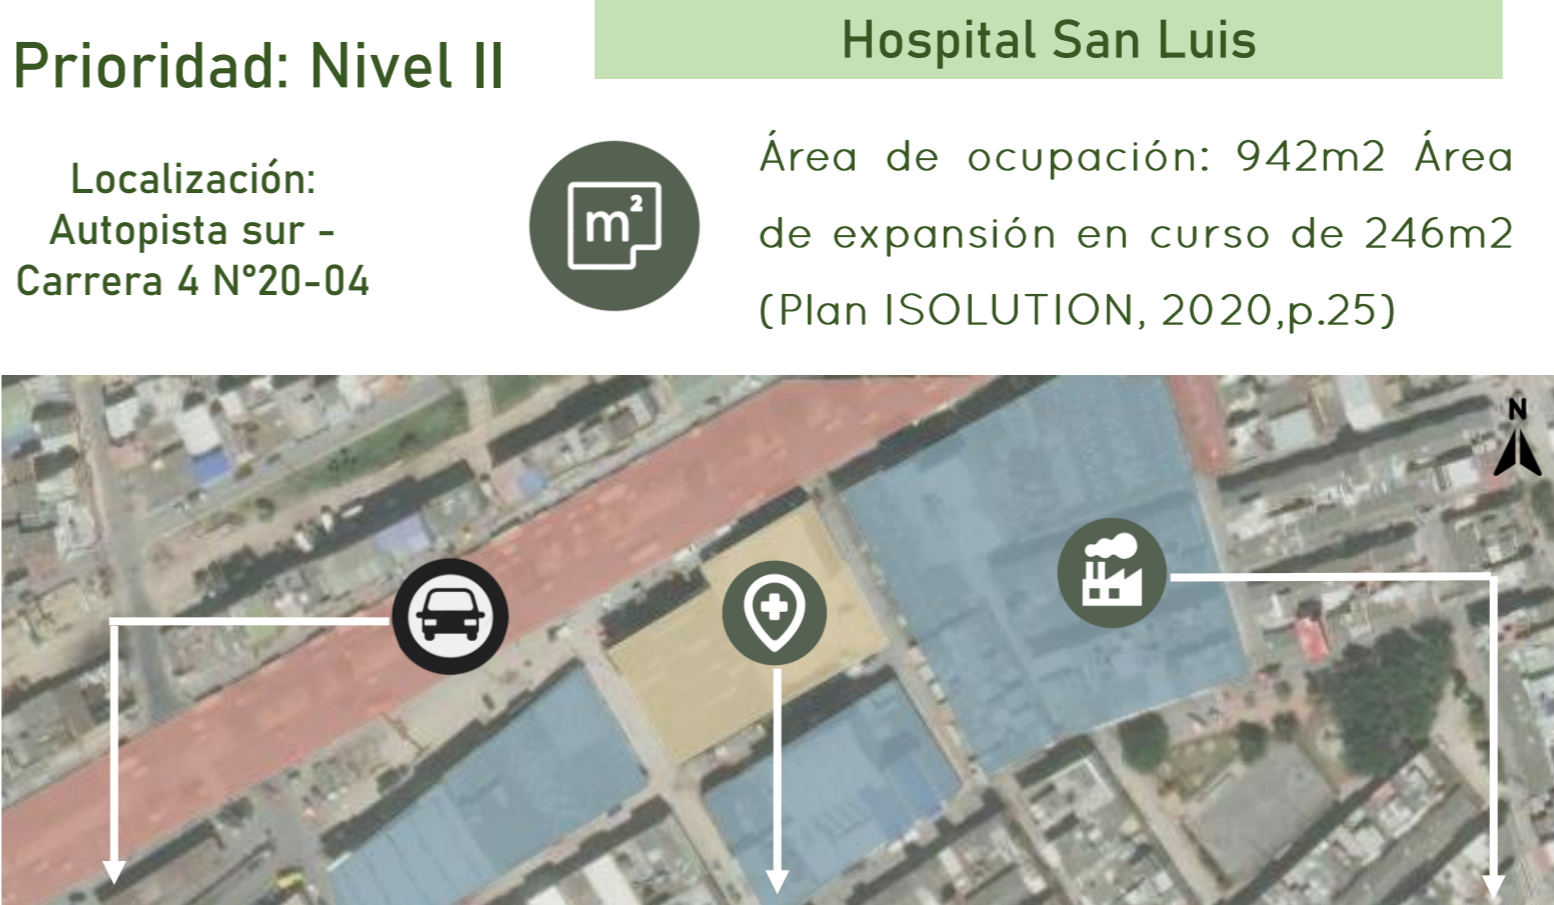 Prioridad: Nivel II
Hospital San Luis
Localización:
Autopista sur -
Carrera 4 N°20-04
m²
Área de ocupación: 942m2 Área
de expansión en curso de 246m2
(Plan ISOLUTION, 2020,p.25)
N